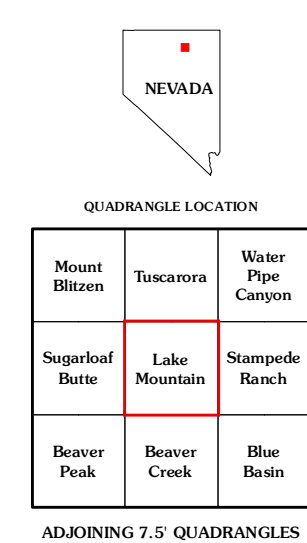 NEVADA
QUADRANGLE LOCATION
Mount
Blitzen
Tuscarora
Water
Pipe
Canyon
Sugarloaf
Butte
Lake
Mountain
Stampede
Ranch
Beaver
Peak
Beaver
Creek
Blue
Basin
ADJOINING 7.5' QUADRANGLES